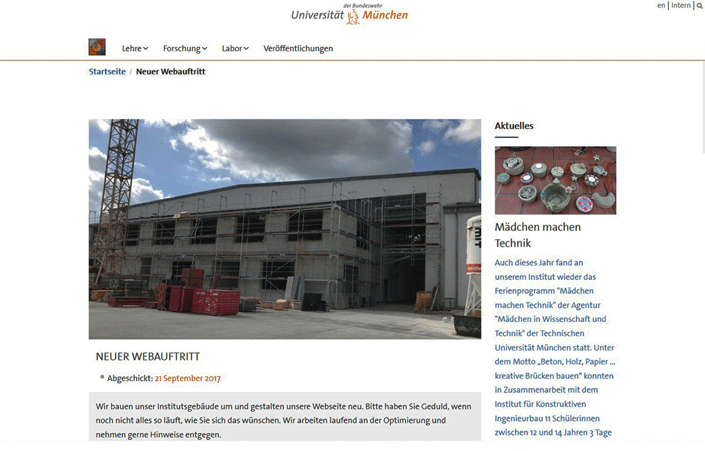 der Bundeswehr
Universität München
en | Intern |
Lehre Forschung Labor Veröffentlichungen
Startseite / Neuer Webauftritt
NEUER WEBAUFTRITT
Abgeschickt: 21 September 2017
Wir bauen unser Institutsgebäude um und gestalten unsere Webseite neu. Bitte haben Sie Geduld, wenn
noch nicht alles so läuft, wie Sie sich das wünschen. Wir arbeiten laufend an der Optimierung und
nehmen gerne Hinweise entgegen.
Aktuelles
Mädchen machen
Technik
Auch dieses Jahr fand an
unserem Institut wieder das
Ferienprogramm "Mädchen
machen Technik" der Agentur
"Mädchen in Wissenschaft und
Technik" der Technischen
Universität München statt. Unter
dem Motto „Beton, Holz, Papier ...
kreative Brücken bauen" konnten
in Zusammenarbeit mit dem
Institut für Konstruktiven
Ingenieurbau 11 Schülerinnen
zwischen 12 und 14 Jahren 3 Tage